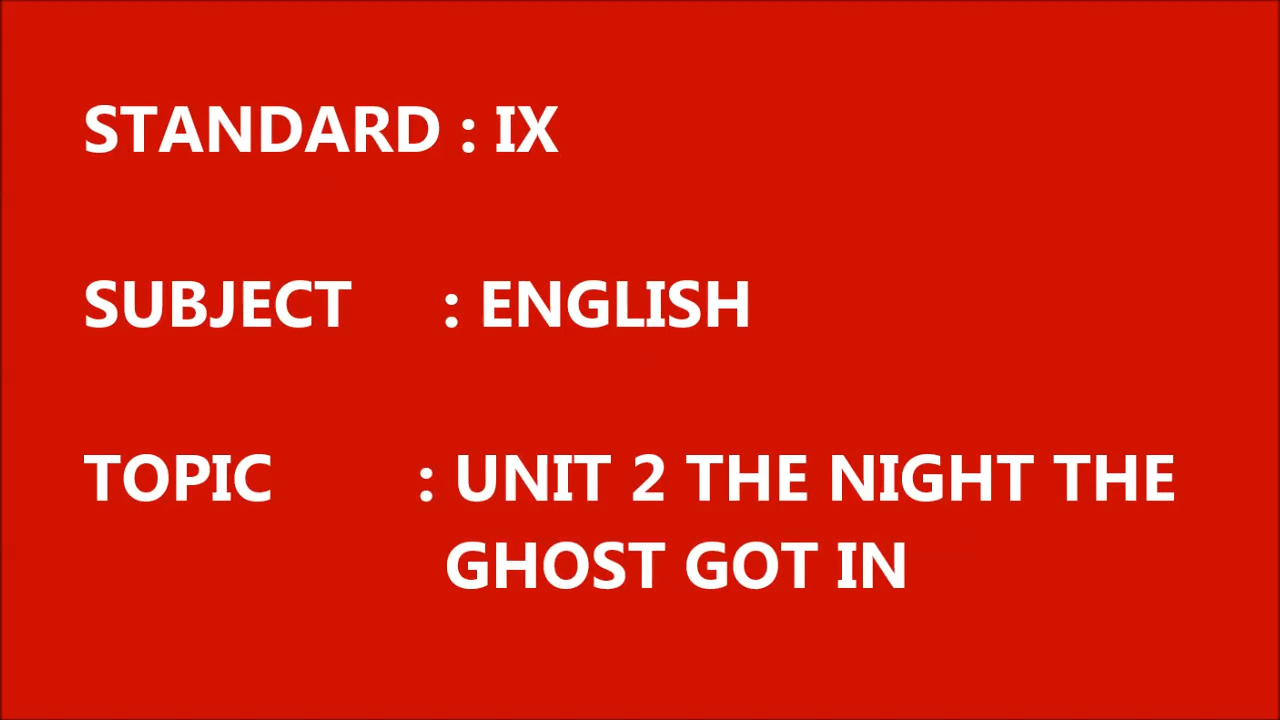 STANDARD : IX
SUBJECT : ENGLISH
TOPIC : UNIT 2 THE NIGHT THE
GHOST GOT IN